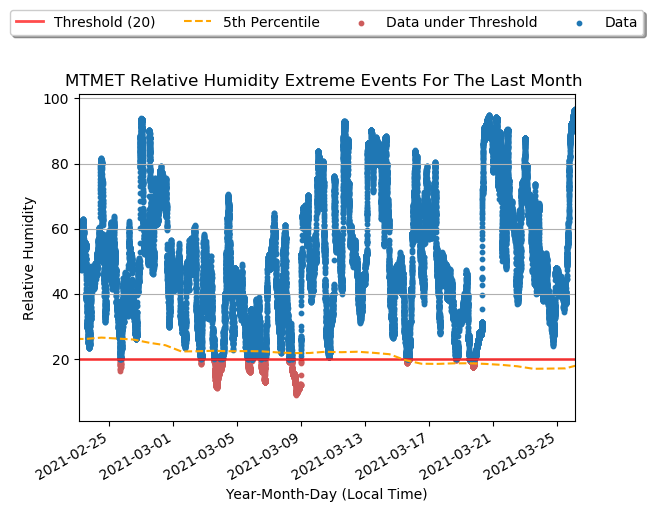 Threshold (20) 5th Percentile Data under Threshold Data
MTMET Relative Humidity Extreme Events For The Last Month
100
80
60
40
20
Relative Humidity
2021-02-25 2021-03-01 2021-03-05 2021-03-09 2021-03-13 2021-03-17 2021-03-21 2021-03-25
Year-Month-Day (Local Time)